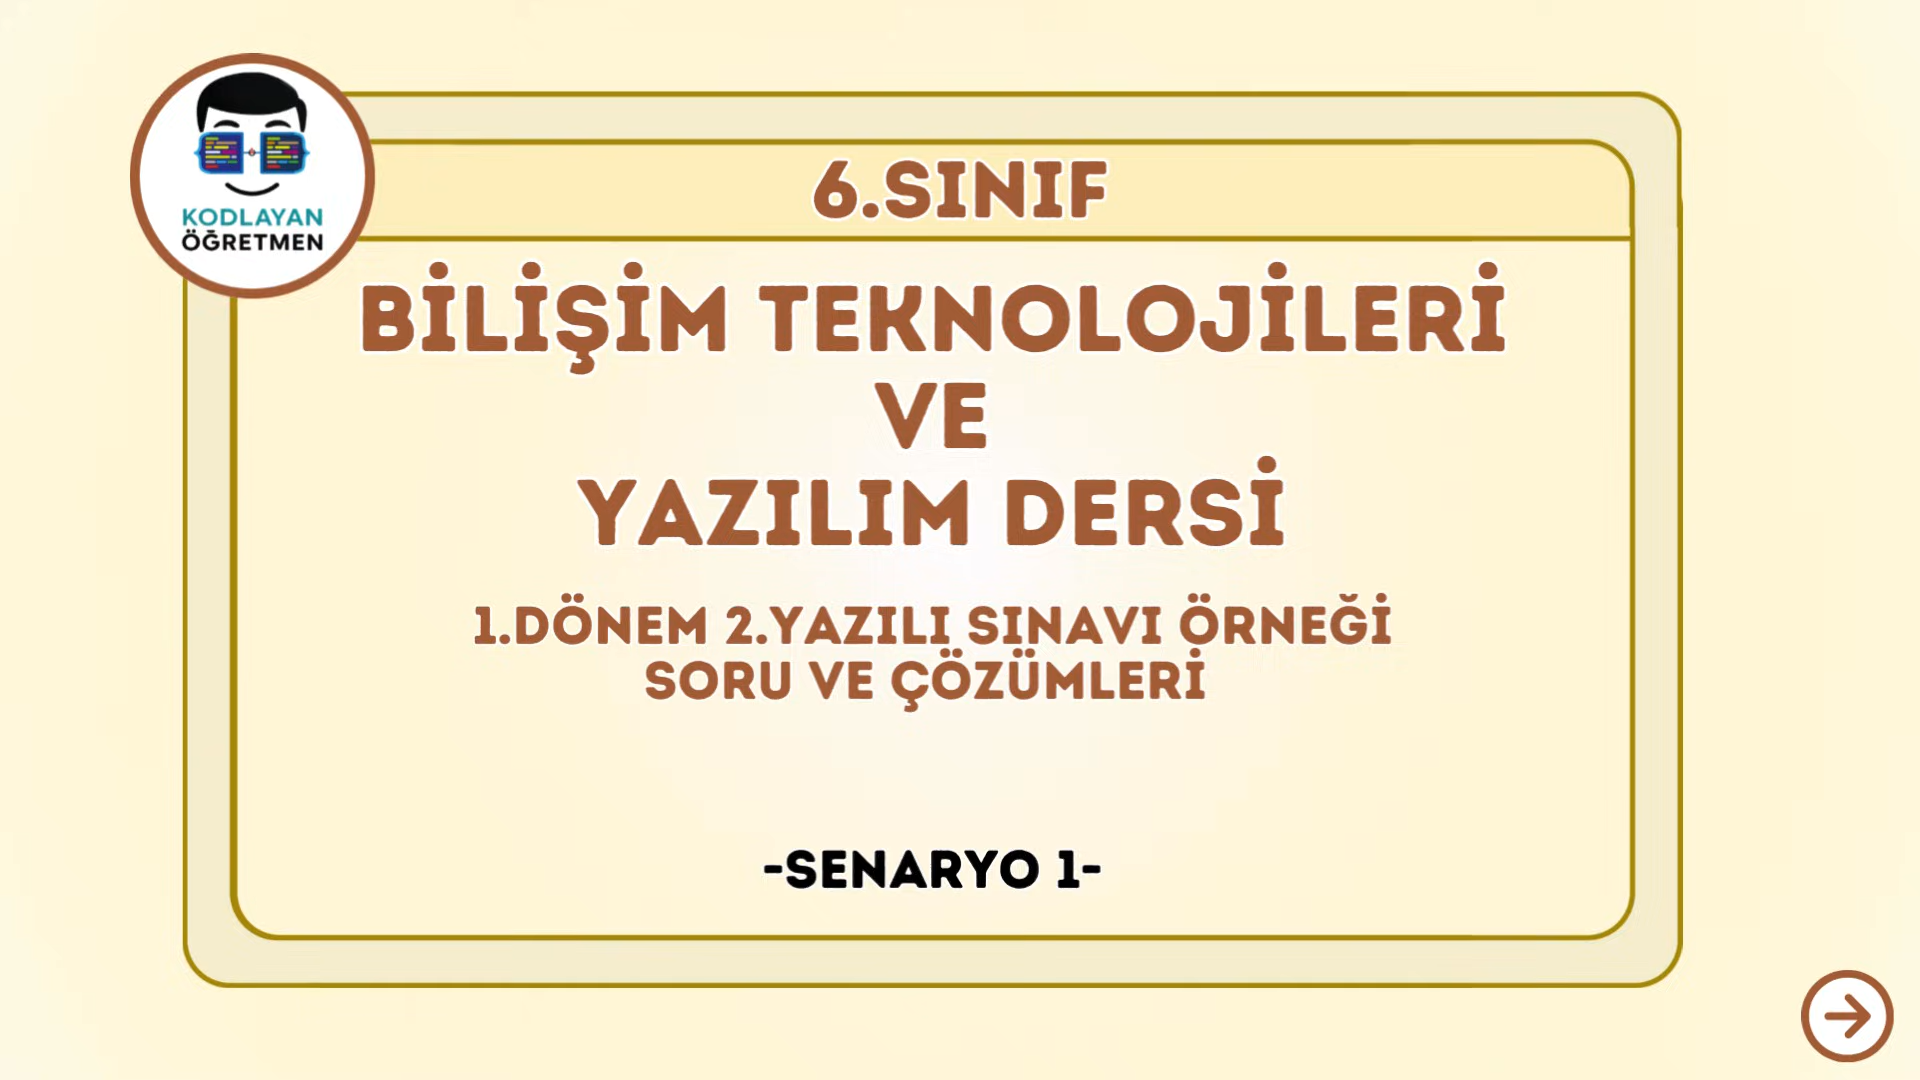 KODLAYAN
ÖĞRETMEN
6.SINIF
BİLİŞİM TEKNOLOJİLERİ
VE
YAZILIM DERSİ
1.DÖNEM 2.YAZILI SINAVI ÖRNEĞİ
SORU VE ÇÖZÜMLERİ
-SENARYO 1-